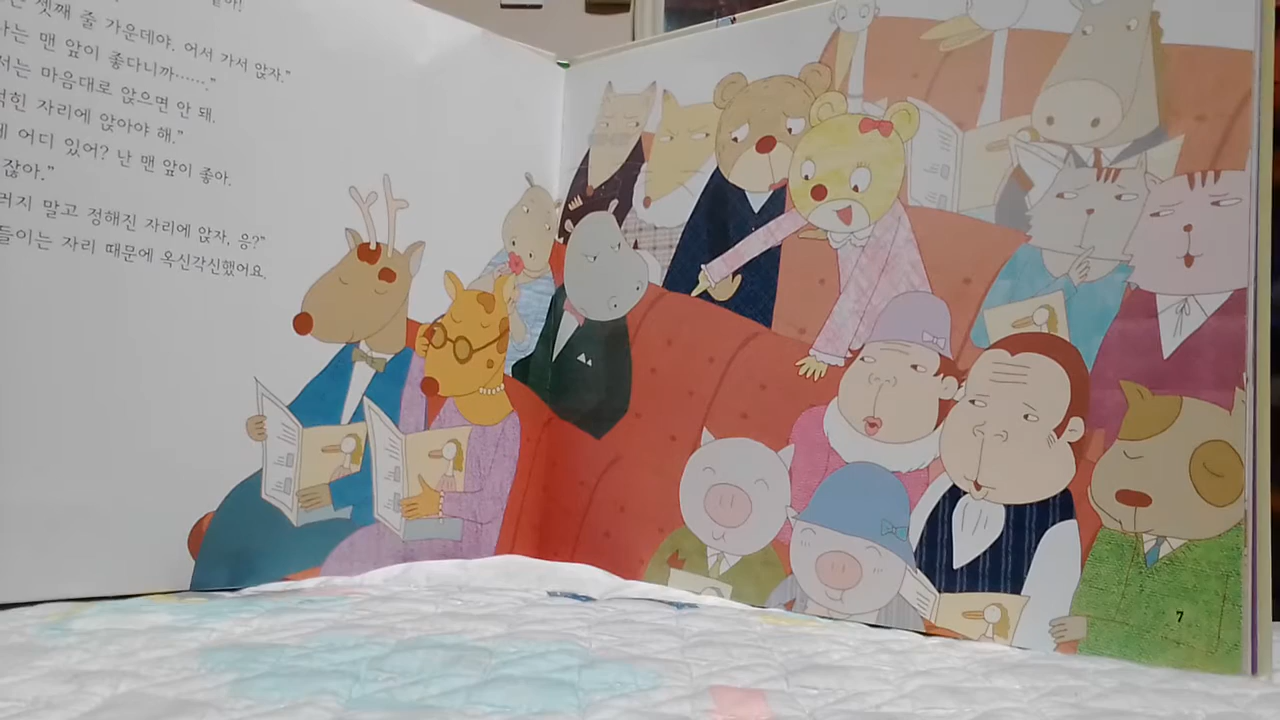 셋째 줄 가운데야. 어서 가서 앉자."
나는 맨 앞이 좋다니까……."
서는 마음대로 앉으면 안 돼.
적힌 자리에 앉아야 해."
어디 있어? 난 맨 앞이 좋아.
잖아."
러지 말고 정해진 자리에 앉자, 응?"
들이는 자리 때문에 옥신각신했어요.
7